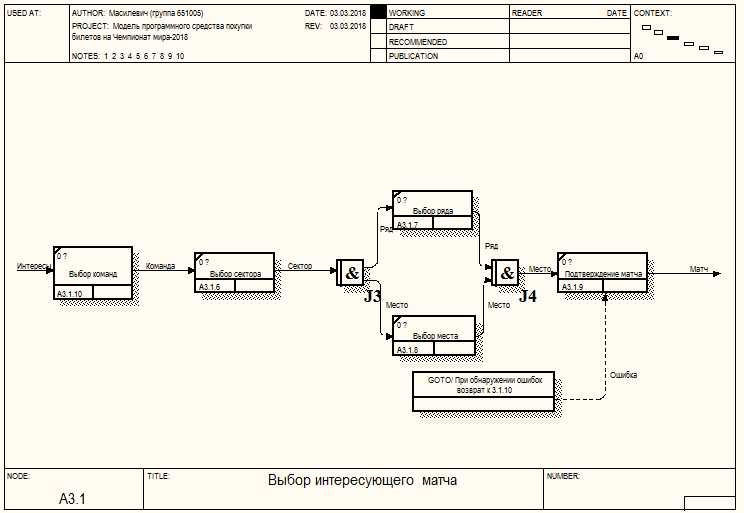 USED AT:
AUTHOR: Масилевич (группа 651005)
DATE: 03.03.2018
PROJECT: Модель программного средства покупки
билетов на Чемпионат мира-2018
REV: 03.03.2018
NOTES: 1 2 3 4 5 6 7 8 9 10
WORKING
DRAFT
RECOMMENDED
PUBLICATION
READER
DATE
CONTEXT:
A0
Интересы
0 ?
Выбор команд
A3.1.10
Команда
0 ?
Выбор сектора
A3.1.6
Сектор
&
J3
Ряд
0 ?
Выбор ряда
A3.1.7
Ряд
Место
0 ?
Выбор места
A3.1.8
Место
&
J4
Место
0 ?
Подтверждение матча
A3.1.9
Матч
GOTO/ При обнаружении ошибок
возврат к 3.1.10
Ошибка
NODE:
A3.1
TITLE:
Выбор интересующего матча
NUMBER: